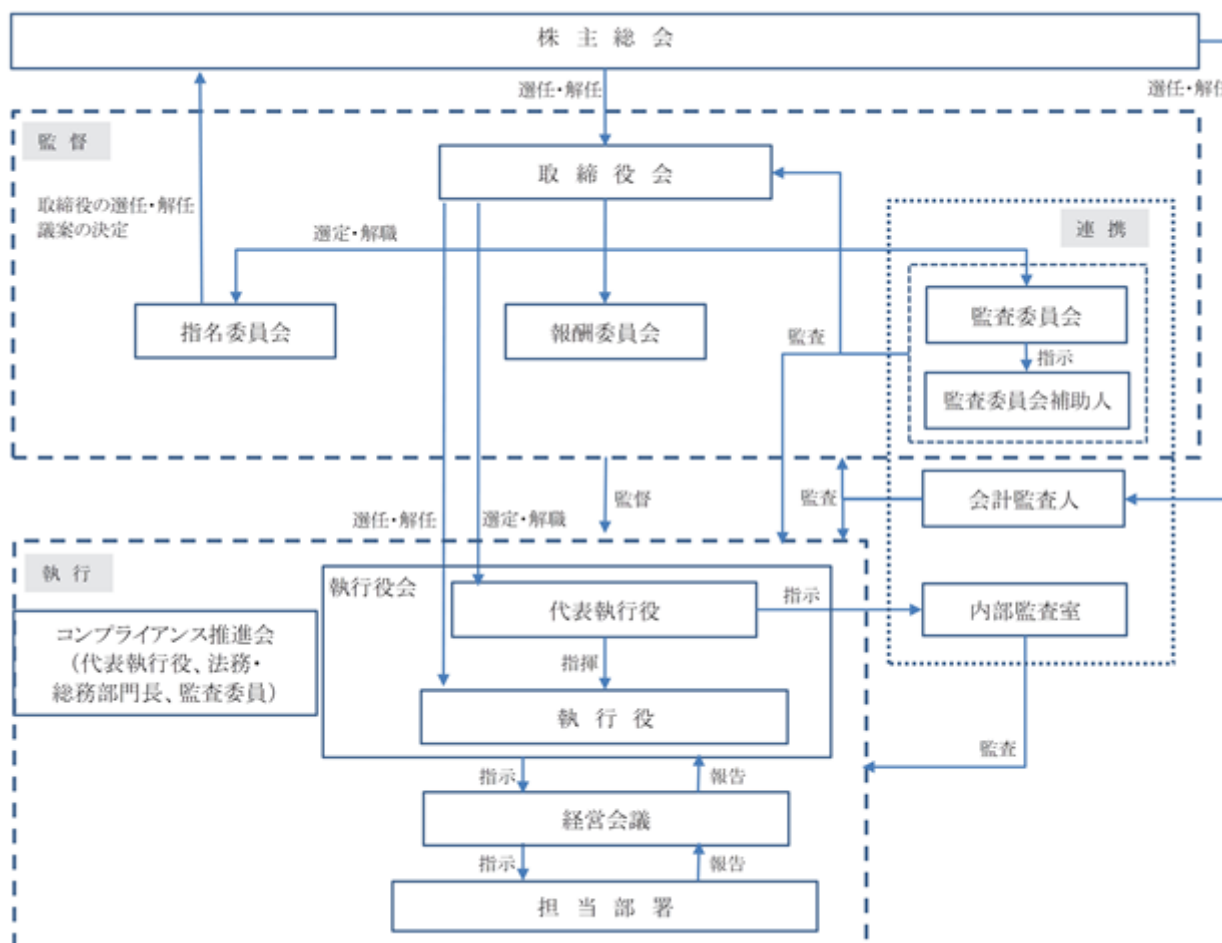 株主総会
選任・解任
選任・解任
監督
取締役会
取締役の選任・解任
議案の決定
連携
選定・解職
指名委員会
報酬委員会
監査委員会
監査
指示
監査委員会補助人
監督
監査
会計監査人
選任・解任
選定・解職
執行
執行役会
代表執行役
指示
内部監査室
コンプライアンス推進会
（代表執行役、法務・
総務部門長、監査委員）
指揮
執行役
監査
指示
報告
経営会議
指示
報告
担当部署